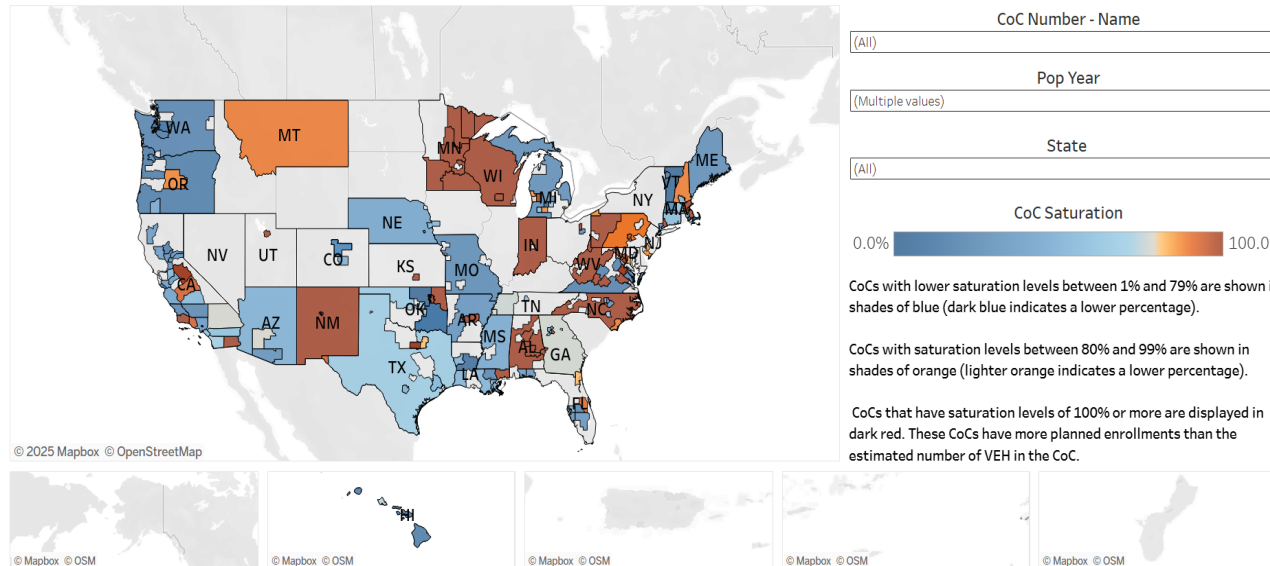 CoC Number - Name
(All)
Pop Year
(Multiple values)
State
(All)
CoC Saturation
0.0%
100.0
CoCs with lower saturation levels between 1% and 79% are shown i
shades of blue (dark blue indicates a lower percentage).
CoCs with saturation levels between 80% and 99% are shown in
shades of orange (lighter orange indicates a lower percentage).
CoCs that have saturation levels of 100% or more are displayed in
dark red. These CoCs have more planned enrollments than the
estimated number of VEH in the CoC.
WA
MT
MN
ME
OR
WI
VT
MI
NY
MA
NE
NJ
NV
UT
CO
IN
MD
KS
MO
WV
CA
AZ
NM
OK
AR
TN
NC
MS
AL
GA
TX
LA
FL
© 2025 Mapbox © OpenStreetMap
HI
© Mapbox © OSM
© Mapbox © OSM
© Mapbox © OSM
© Mapbox © OSM
© Mapbox © OSM